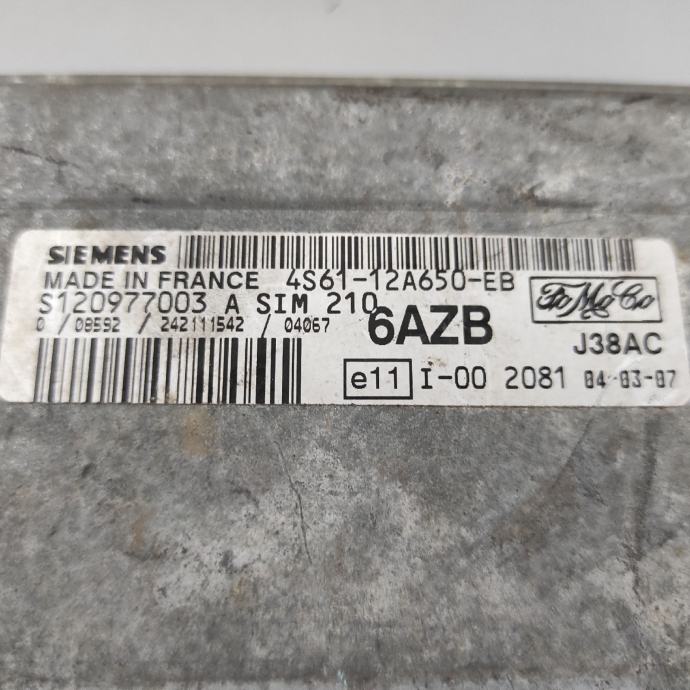 SIEMENS
MADE IN FRANCE 4S61-12A650-EB
S120977003 A SIM 210
FoMoCo
0 / 08592 / 242111542 / 04067
6AZB
J38AC
e11 I-00 2081 04-03-07